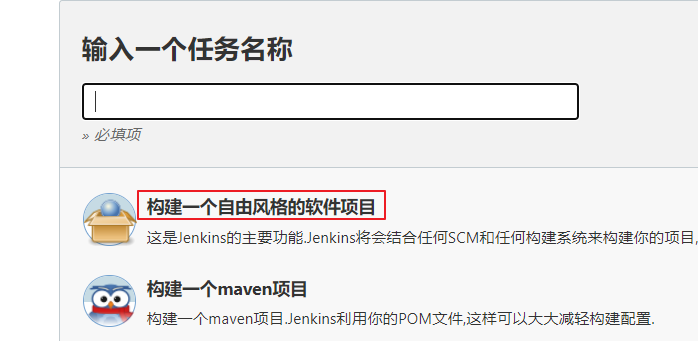 输入一个任务名称
» 必填项
构建一个自由风格的软件项目
这是Jenkins的主要功能.Jenkins将会结合任何SCM和任何构建系统来构建你的项目,
构建一个maven项目
构建一个maven项目.Jenkins利用你的POM文件,这样可以大大减轻构建配置.